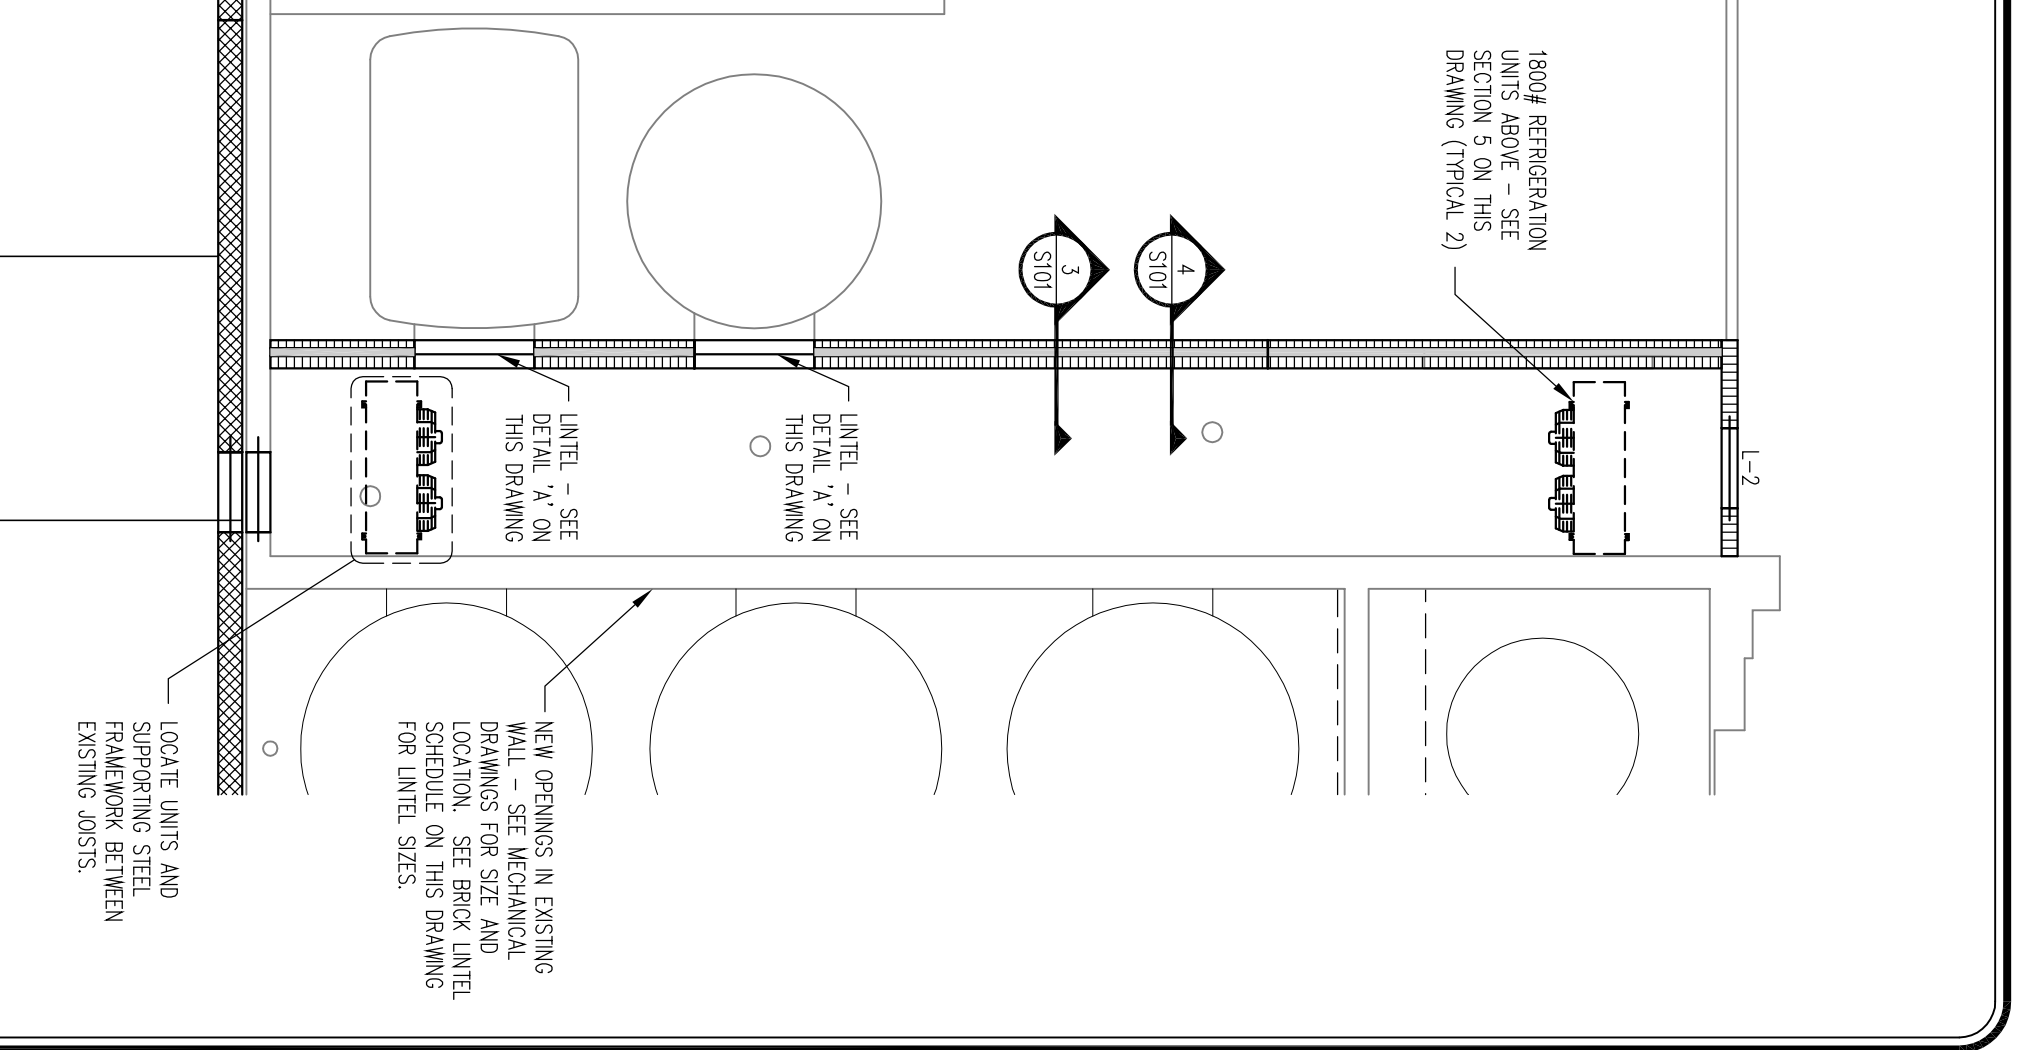 1800# REFRIGERATION
UNITS ABOVE - SEE
SECTION 5 ON THIS
DRAWING (TYPICAL 2)
L-2
4
S101
3
S101
LINTEL - SEE
DETAIL 'A' ON
THIS DRAWING
LINTEL - SEE
DETAIL 'A' ON
THIS DRAWING
NEW OPENINGS IN EXISTING
WALL - SEE MECHANICAL
DRAWINGS FOR SIZE AND
LOCATION. SEE BRICK LINTEL
SCHEDULE ON THIS DRAWING
FOR LINTEL SIZES.
LOCATE UNITS AND
SUPPORTING STEEL
FRAMEWORK BETWEEN
EXISTING JOISTS.